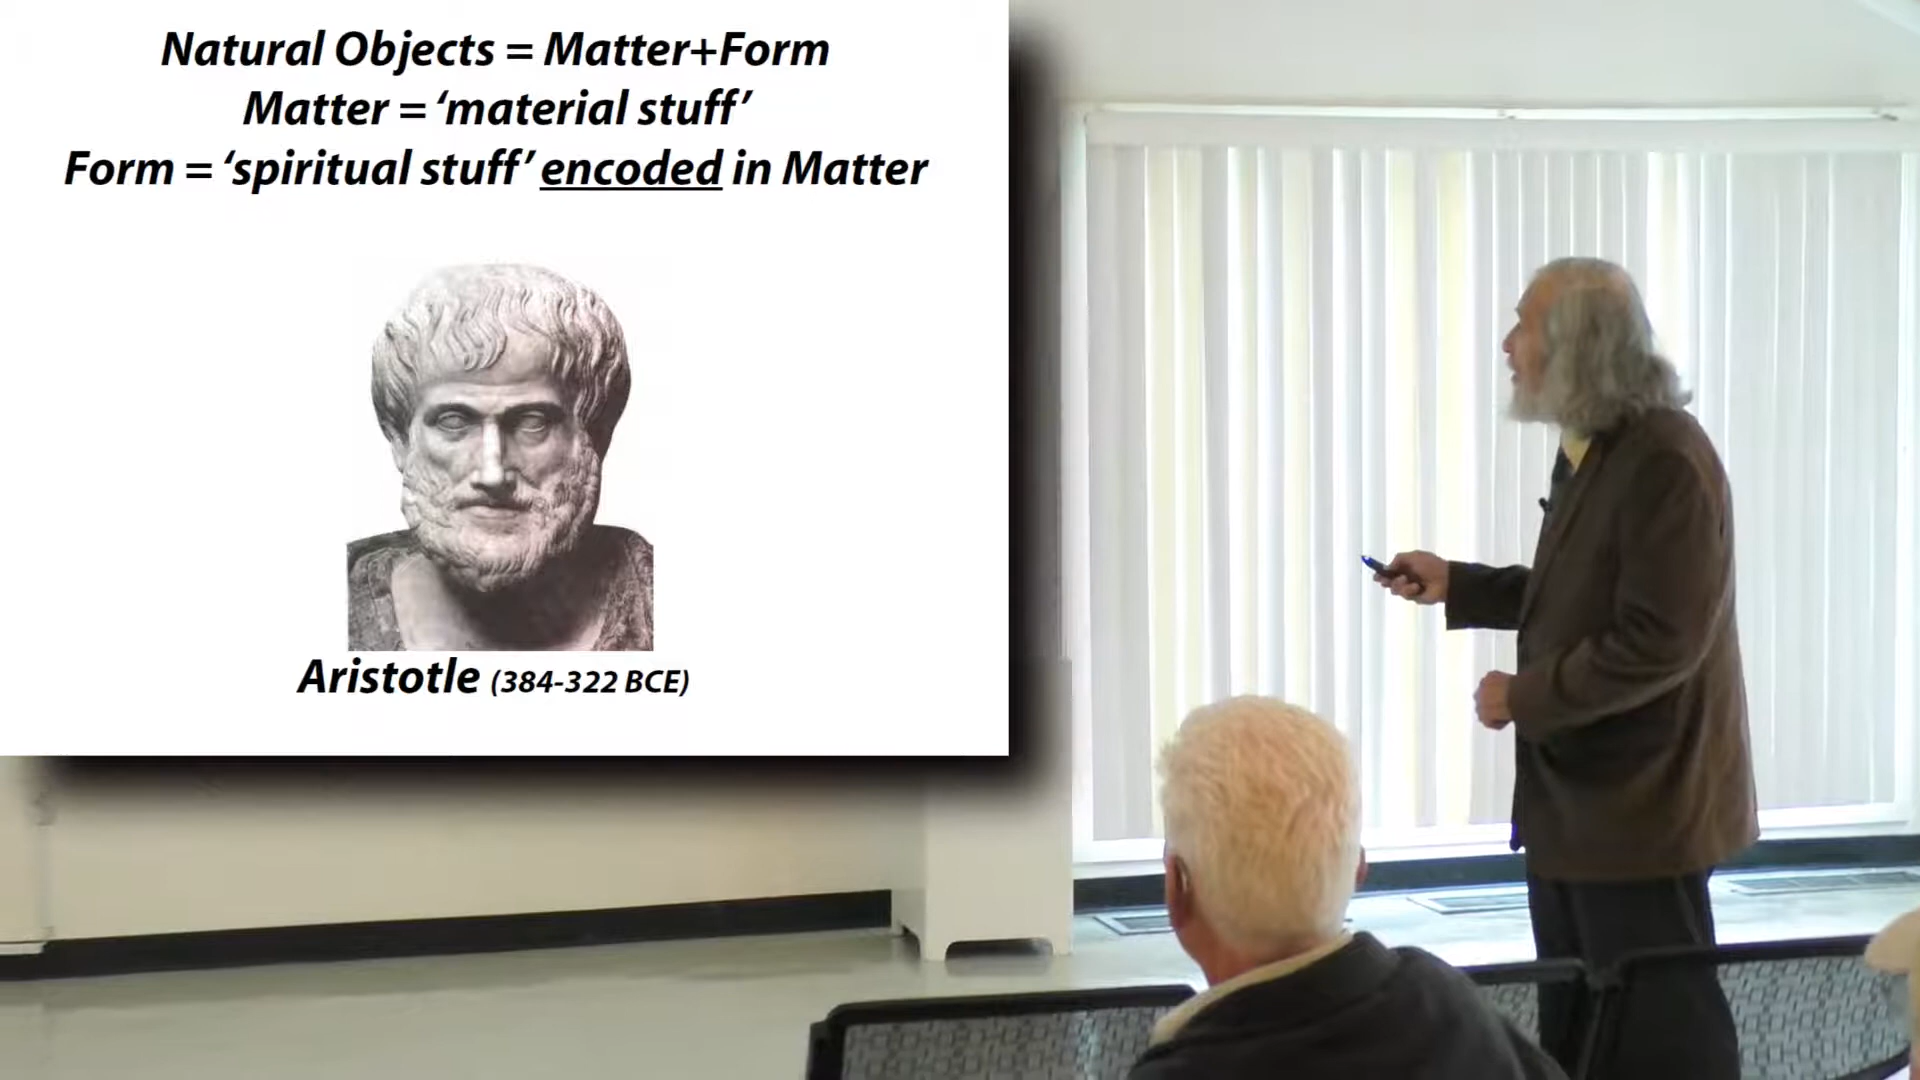 Natural Objects = Matter+Form
Matter = ‘material stuff’
Form = ‘spiritual stuff’ encoded in Matter
Aristotle (384-322 BCE)